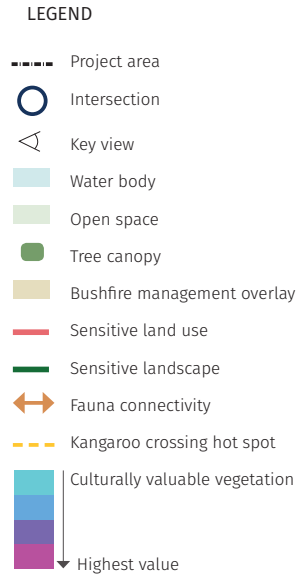 LEGEND
Project area
Intersection
Key view
Water body
Open space
Tree canopy
Bushfire management overlay
Sensitive land use
Sensitive landscape
Fauna connectivity
Kangaroo crossing hot spot
Culturally valuable vegetation
Highest value